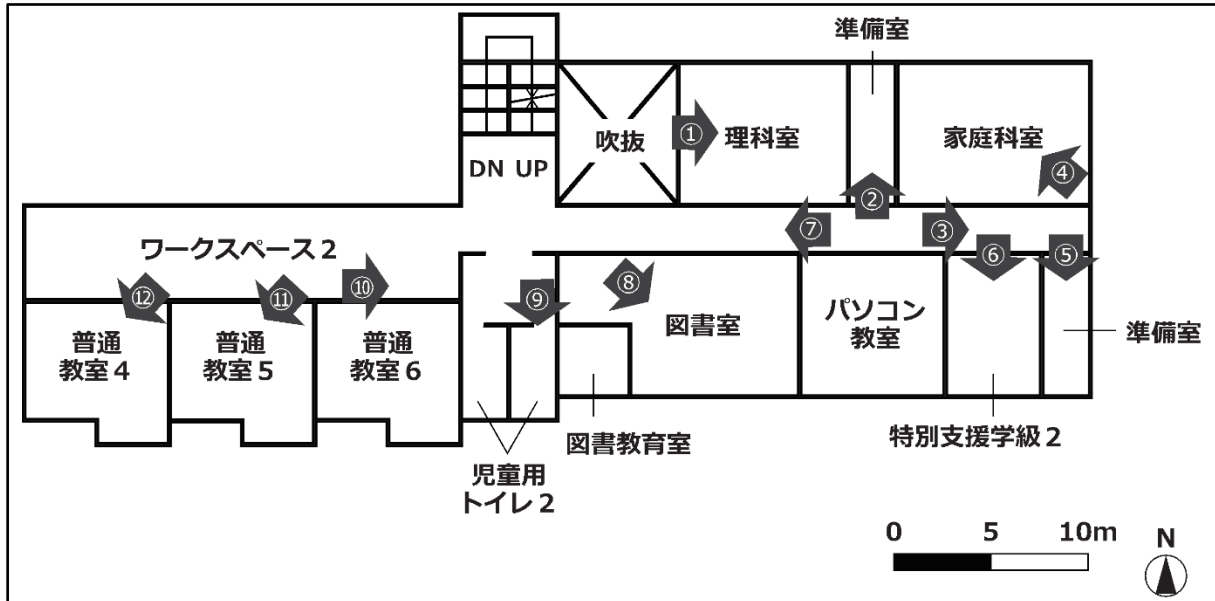 準備室
吹抜
①
理科室
家庭科室
④
DN UP
②
⑦
③
ワークスペース２
⑥
⑤
⑫
⑪
⑩
⑨
⑧
図書室
パソコン
教室
準備室
普通
教室４
普通
教室５
普通
教室６
図書教育室
特別支援学級２
児童用
トイレ２
0 5 10m
N